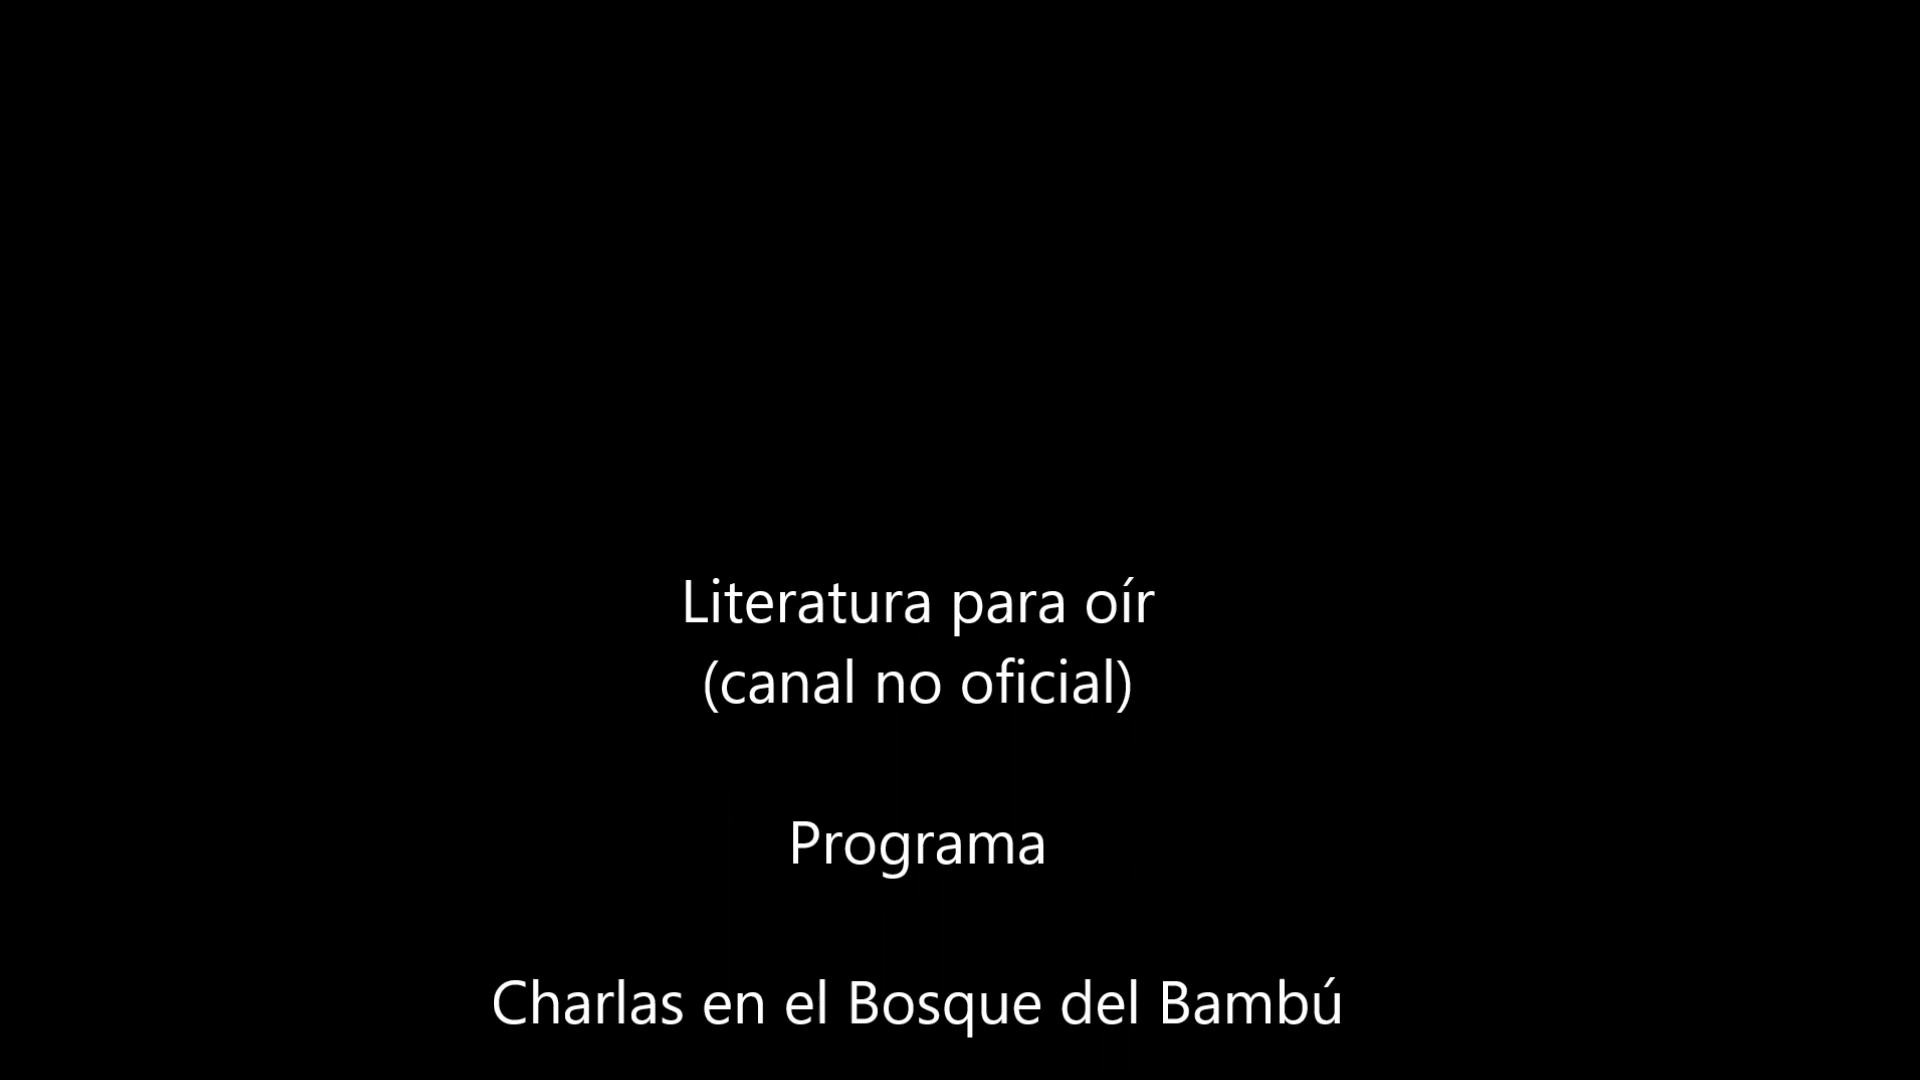 Literatura para oír
(canal no oficial)
Programa
Charlas en el Bosque del Bambú